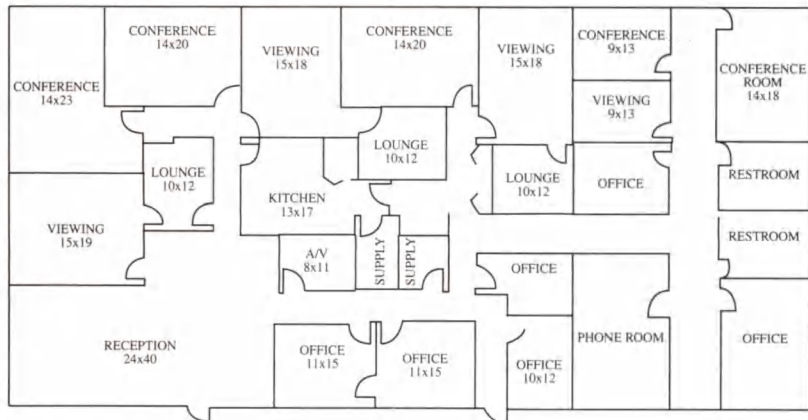 CONFERENCE
14x20
VIEWING
15x18
CONFERENCE
14x20
VIEWING
15x18
CONFERENCE
9x13
CONFERENCE
ROOM
14x18
CONFERENCE
14x23
VIEWING
9x13
LOUNGE
10x12
LOUNGE
10x12
LOUNGE
10x12
OFFICE
RESTROOM
KITCHEN
13x17
VIEWING
15x19
RESTROOM
A/V
8x11
SUPPLY
SUPPLY
OFFICE
RECEPTION
24x40
OFFICE
11x15
OFFICE
11x15
OFFICE
10x12
PHONE ROOM
OFFICE